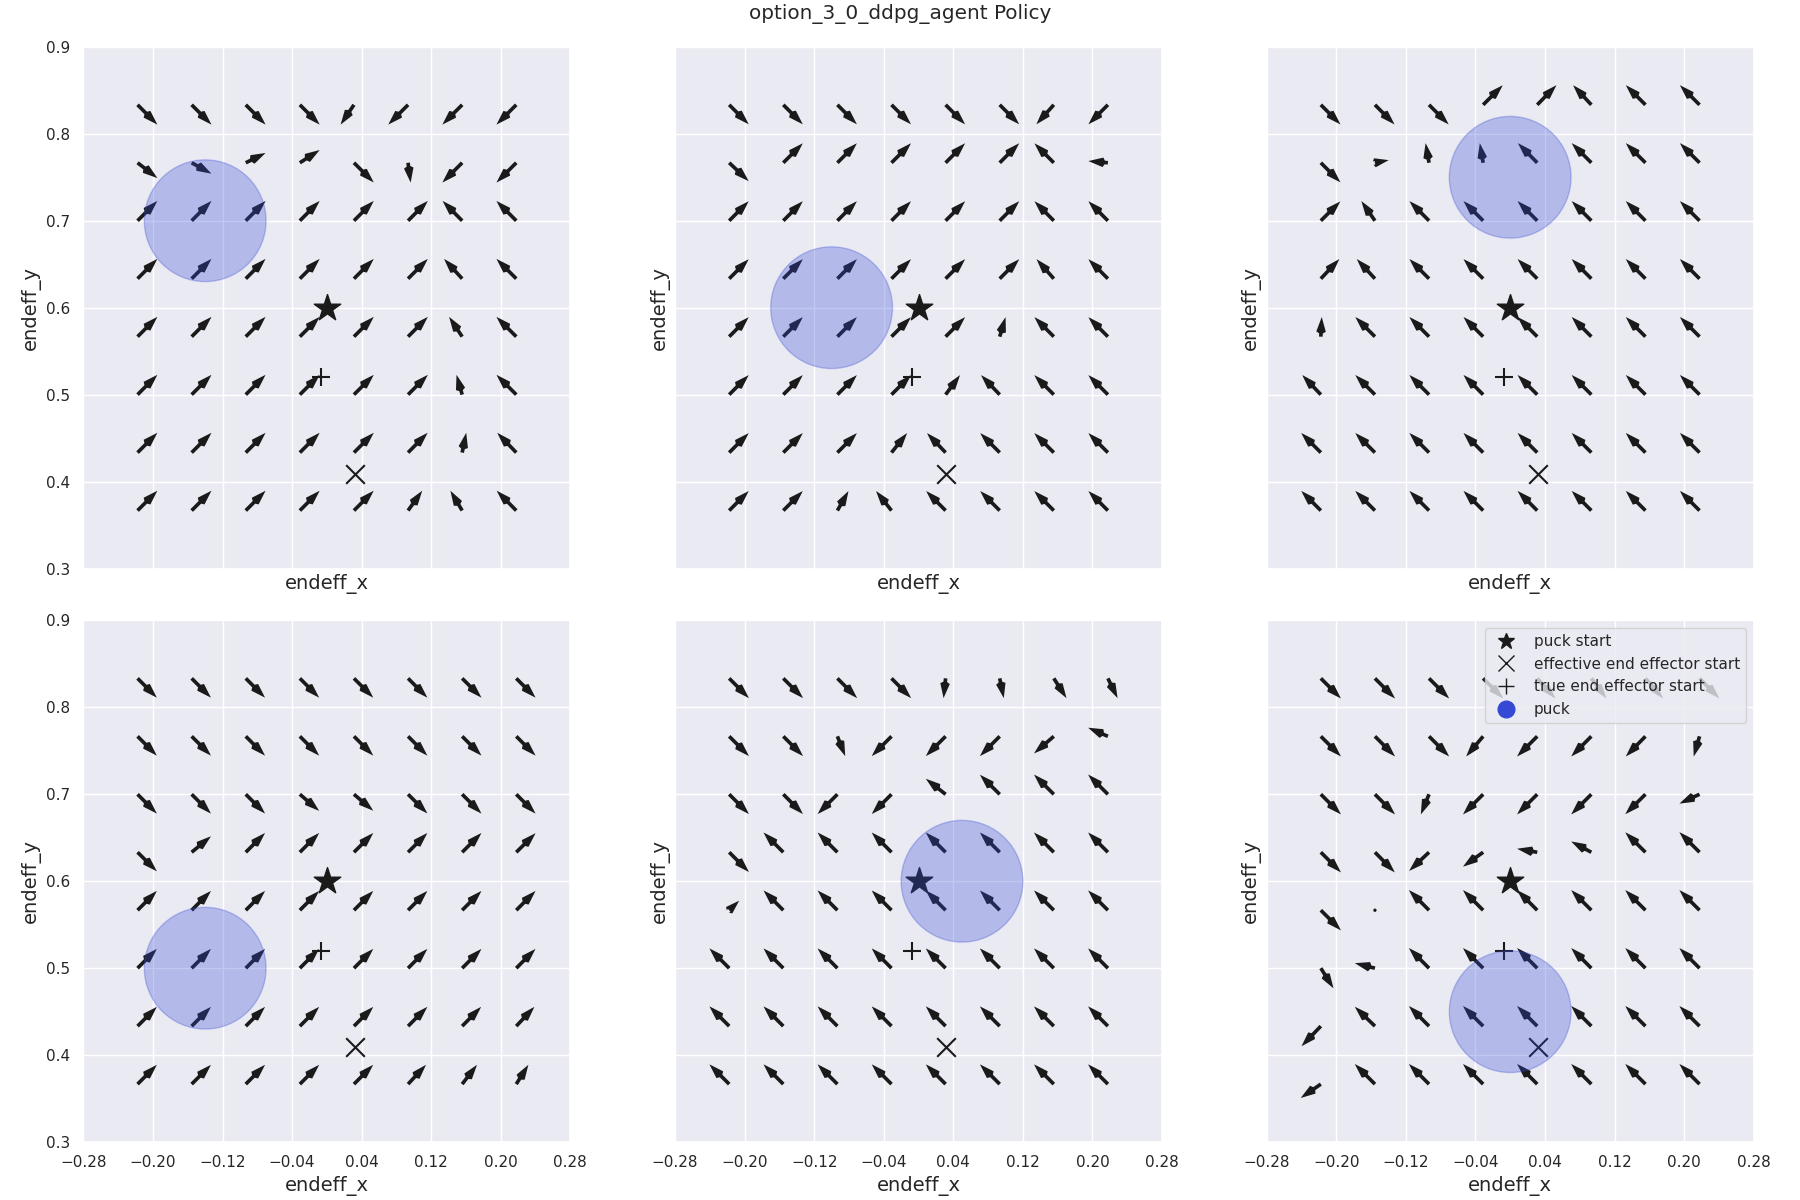 option_3_0_ddpg_agent Policy
0.9
0.8
0.7
0.6
0.5
0.4
0.3
endeff_y
endeff_x
endeff_y
endeff_x
endeff_y
endeff_x
0.9
0.8
0.7
0.6
0.5
0.4
0.3
endeff_y
−0.28 −0.20 −0.12 −0.04 0.04 0.12 0.20 0.28
endeff_x
endeff_y
−0.28 −0.20 −0.12 −0.04 0.04 0.12 0.20 0.28
endeff_x
puck start
effective end effector start
true end effector start
puck
endeff_y
−0.28 −0.20 −0.12 −0.04 0.04 0.12 0.20 0.28
endeff_x